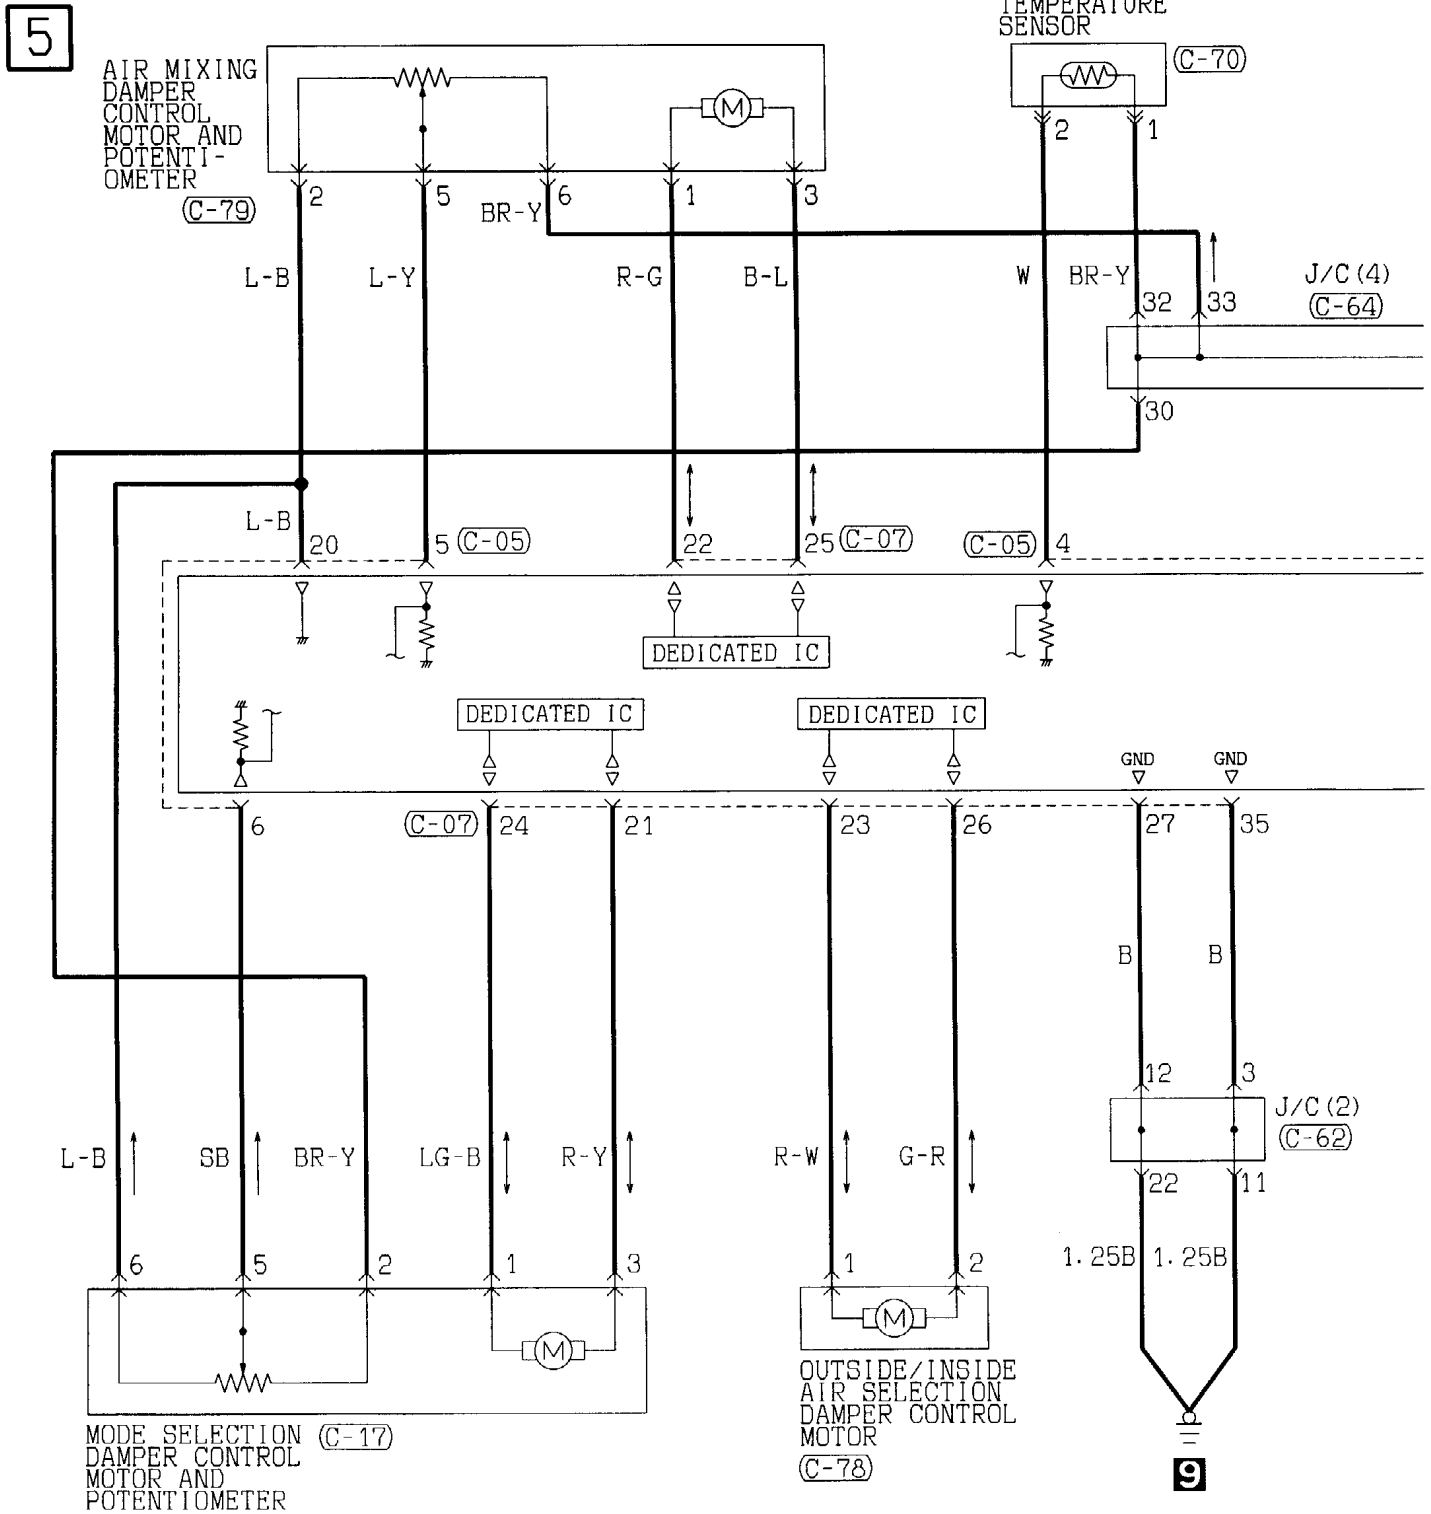 5
TEMPERATURE
SENSOR
(C-70)
AIR MIXING
DAMPER
CONTROL
MOTOR AND
POTENTI-
OMETER
(C-79)
M
2 1
2 5 6 1 3
BR-Y
L-B L-Y R-G B-L W BR-Y
J/C(4)
(C-64)
32 33
30
L-B
20 5 (C-05) 22 25 (C-07) (C-05) 4
DEDICATED IC
DEDICATED IC DEDICATED IC
GND GND
6 (C-07) 24 21 23 26 27 35
B B
12 3
J/C(2)
(C-62)
L-B SB BR-Y LG-B R-Y R-W G-R
22 11
1.25B 1.25B
6 5 2 1 3 1 2
M M
OUTSIDE/INSIDE
AIR SELECTION
DAMPER CONTROL
MOTOR
(C-78)
MODE SELECTION (C-17)
DAMPER CONTROL
MOTOR AND
POTENTIOMETER
9